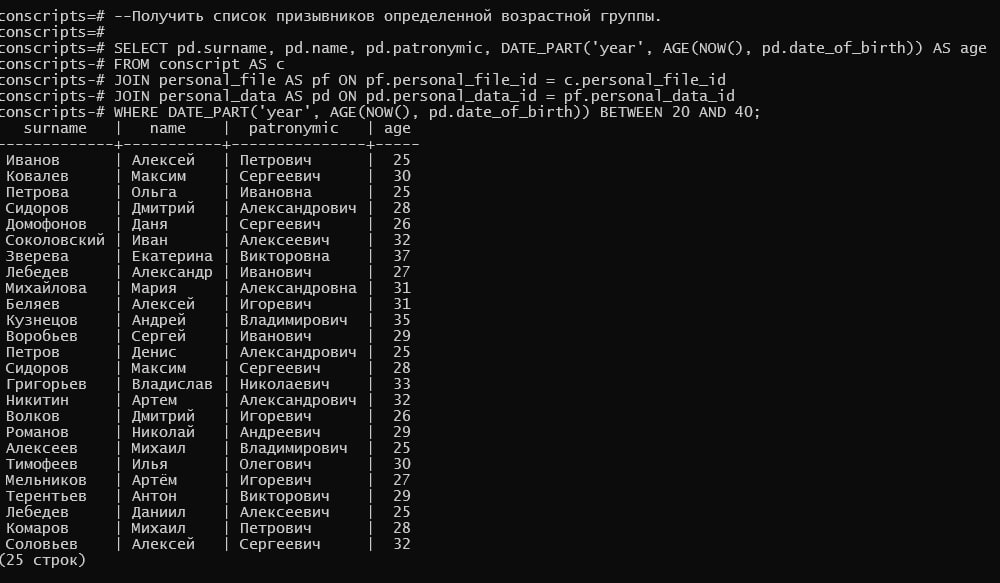 conscripts=# --Получить список призывников определенной возрастной группы.
conscripts=#
conscripts=# SELECT pd.surname, pd.name, pd.patronymic, DATE_PART('year', AGE(NOW(), pd.date_of_birth)) AS age
conscripts-# FROM conscript AS c
conscripts-# JOIN personal_file AS pf ON pf.personal_file_id = c.personal_file_id
conscripts-# JOIN personal_data AS pd ON pd.personal_data_id = pf.personal_data_id
conscripts-# WHERE DATE_PART('year', AGE(NOW(), pd.date_of_birth)) BETWEEN 20 AND 40;
  surname   |   name    |  patronymic   | age
-------------+-----------+---------------+-----
Иванов      | Алексей   | Петрович      |  25
Ковалев     | Максим    | Сергеевич     |  30
Петрова     | Ольга     | Ивановна      |  25
Сидоров     | Дмитрий   | Александрович |  28
Домофонов   | Даня      | Сергеевич     |  26
Соколовский | Иван      | Алексеевич    |  32
Зверева     | Екатерина | Викторовна    |  37
Лебедев     | Александр | Иванович      |  27
Михайлова   | Мария     | Александровна |  31
Беляев      | Алексей   | Игоревич      |  31
Кузнецов    | Андрей    | Владимирович  |  35
Воробьев    | Сергей    | Иванович      |  29
Петров      | Денис     | Александрович |  25
Сидоров     | Максим    | Сергеевич     |  28
Григорьев   | Владислав | Николаевич    |  33
Никитин     | Артем     | Александрович |  32
Волков      | Дмитрий   | Игоревич      |  26
Романов     | Николай   | Андреевич     |  29
Алексеев    | Михаил    | Владимирович  |  25
Тимофеев    | Илья      | Олегович      |  30
Мельников   | Артём     | Игоревич      |  27
Терентьев   | Антон     | Викторович    |  29
Лебедев     | Даниил    | Алексеевич    |  25
Комаров     | Михаил    | Петрович      |  28
Соловьев    | Алексей   | Сергеевич     |  32
(25 строк)